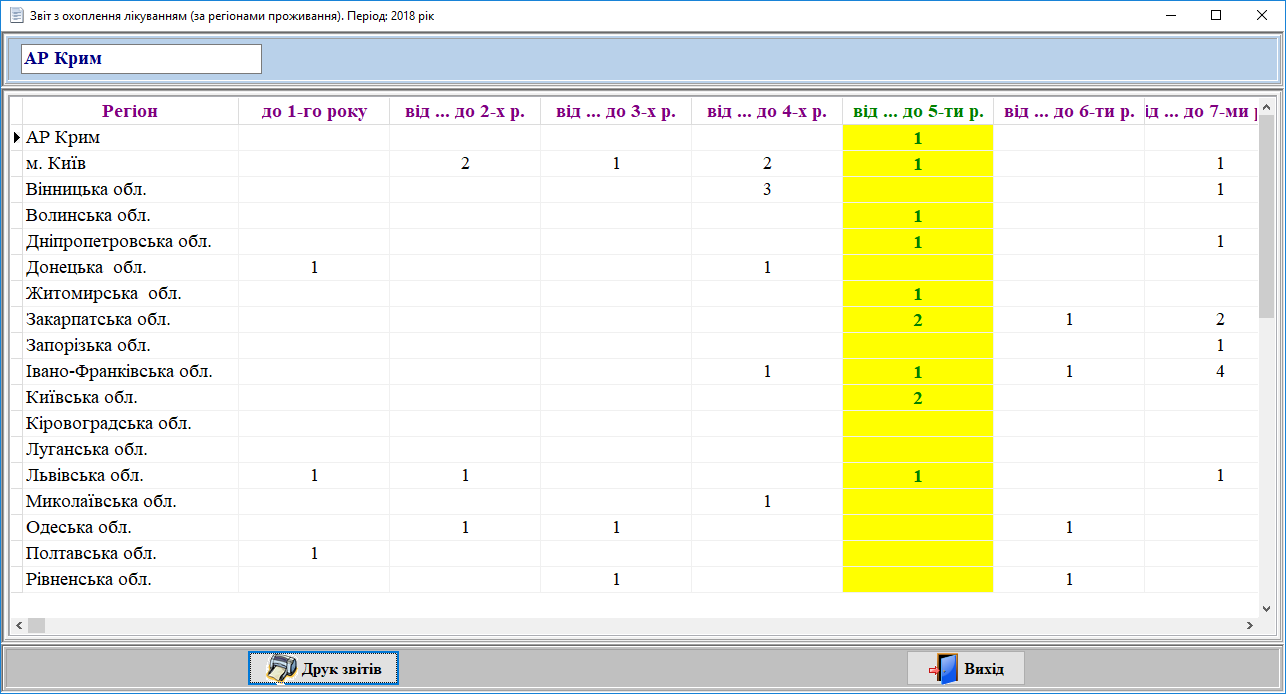 Звіт з охоплення лікуванням (за регіонами проживання). Період: 2018 рік
АР Крим
Регіон до 1-го року від ... до 2-х р. від ... до 3-х р. від ... до 4-х р. від ... до 5-ти р. від ... до 6-ти р. ід ... до 7-ми р
АР Крим 1
м. Київ 2 1 2 1 1
Вінницька обл. 3 1
Волинська обл. 1
Дніпропетровська обл. 1 1
Донецька  обл. 1 1
Житомирська  обл. 1
Закарпатська обл. 2 1 2
Запорізька обл. 1
Івано-Франківська обл. 1 1 1 4
Київська обл. 2
Кіровоградська обл.
Луганська обл.
Львівська обл. 1 1 1 1
Миколаївська обл. 1
Одеська обл. 1 1 1
Полтавська обл. 1
Рівненська обл. 1 1
Друк звітів Вихід